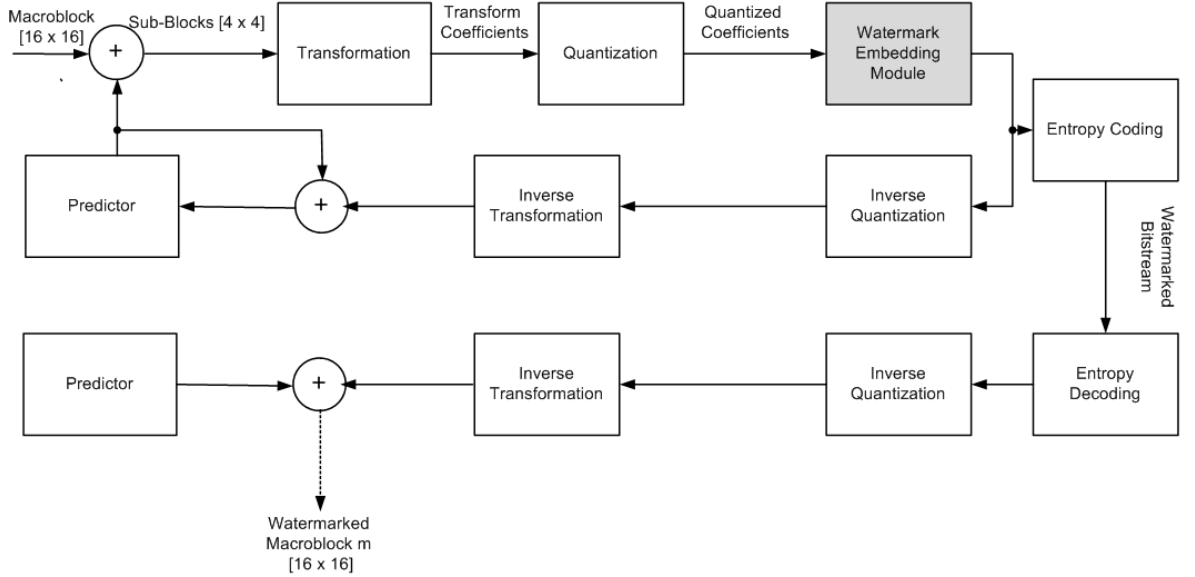 Macroblock
[16 x 16]
+
Sub-Blocks [4 x 4]
Transformation
Transform
Coefficients
Quantization
Quantized
Coefficients
Watermark
Embedding
Module
Entropy Coding
Predictor
+
Inverse
Transformation
Inverse
Quantization
Watermarked
Bitstream
Predictor
+
Inverse
Transformation
Inverse
Quantization
Entropy
Decoding
Watermarked
Macroblock m
[16 x 16]